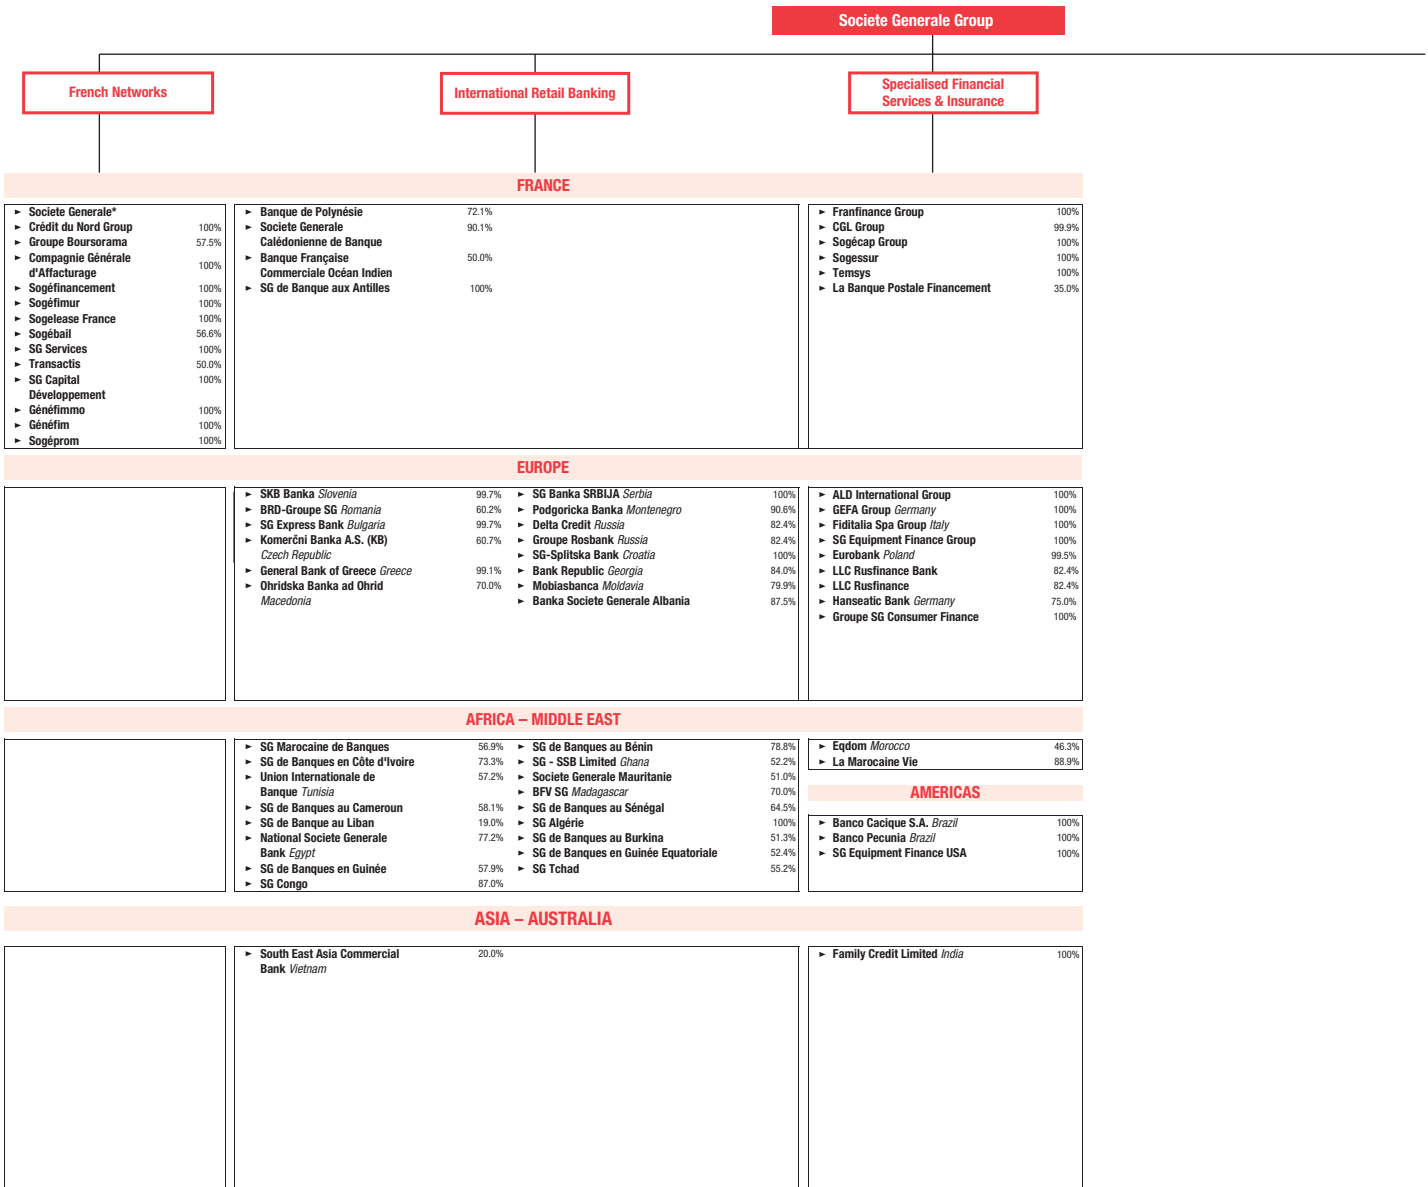 Societe Generale Group
French Networks
International Retail Banking
Specialised Financial
Services & Insurance
FRANCE
► Societe Generale*
► Crédit du Nord Group 100%
► Groupe Boursorama 57.5%
► Compagnie Générale
d'Affacturage 100%
► Sogéfinancement 100%
► Sogéfimur 100%
► Sogelease France 100%
► Sogébail 56.6%
► SG Services 100%
► Transactis 50.0%
► SG Capital 100%
Développement
► Généfimmo 100%
► Généfim 100%
► Sogéprom 100%
► Banque de Polynésie 72.1%
► Societe Generale 90.1%
Calédonienne de Banque
► Banque Française 50.0%
Commerciale Océan Indien
► SG de Banque aux Antilles 100%
► Franfinance Group 100%
► CGL Group 99.9%
► Sogécap Group 100%
► Sogessur 100%
► Temsys 100%
► La Banque Postale Financement 35.0%
EUROPE
► SKB Banka Slovenia 99.7%
► BRD-Groupe SG Romania 60.2%
► SG Express Bank Bulgaria 99.7%
► Komerčni Banka A.S. (KB) 60.7%
Czech Republic
► General Bank of Greece Greece 99.1%
► Ohridska Banka ad Ohrid 70.0%
Macedonia
► SG Banka SRBIJA Serbia 100%
► Podgoricka Banka Montenegro 90.6%
► Delta Credit Russia 82.4%
► Groupe Rosbank Russia 82.4%
► SG-Splitska Bank Croatia 100%
► Bank Republic Georgia 84.0%
► Mobiasbanca Moldavia 79.9%
► Banka Societe Generale Albania 87.5%
► ALD International Group 100%
► GEFA Group Germany 100%
► Fiditalia Spa Group Italy 100%
► SG Equipment Finance Group 100%
► Eurobank Poland 99.5%
► LLC Rusfinance Bank 82.4%
► LLC Rusfinance 82.4%
► Hanseatic Bank Germany 75.0%
► Groupe SG Consumer Finance 100%
AFRICA – MIDDLE EAST
► SG Marocaine de Banques 56.9%
► SG de Banques en Côte d'Ivoire 73.3%
► Union Internationale de 57.2%
Banque Tunisia
► SG de Banques au Cameroun 58.1%
► SG de Banque au Liban 19.0%
► National Societe Generale 77.2%
Bank Egypt
► SG de Banques en Guinée 57.9%
► SG Congo 87.0%
► SG de Banques au Bénin 78.8%
► SG - SSB Limited Ghana 52.2%
► Societe Generale Mauritanie 51.0%
► BFV SG Madagascar 70.0%
► SG de Banques au Sénégal 64.5%
► SG Algérie 100%
► SG de Banques au Burkina 51.3%
► SG de Banques en Guinée Equatoriale 52.4%
► SG Tchad 55.2%
► Eqdom Morocco 46.3%
► La Marocaine Vie 88.9%
AMERICAS
► Banco Cacique S.A. Brazil 100%
► Banco Pecunia Brazil 100%
► SG Equipment Finance USA 100%
ASIA – AUSTRALIA
► South East Asia Commercial 20.0%
Bank Vietnam
► Family Credit Limited India 100%